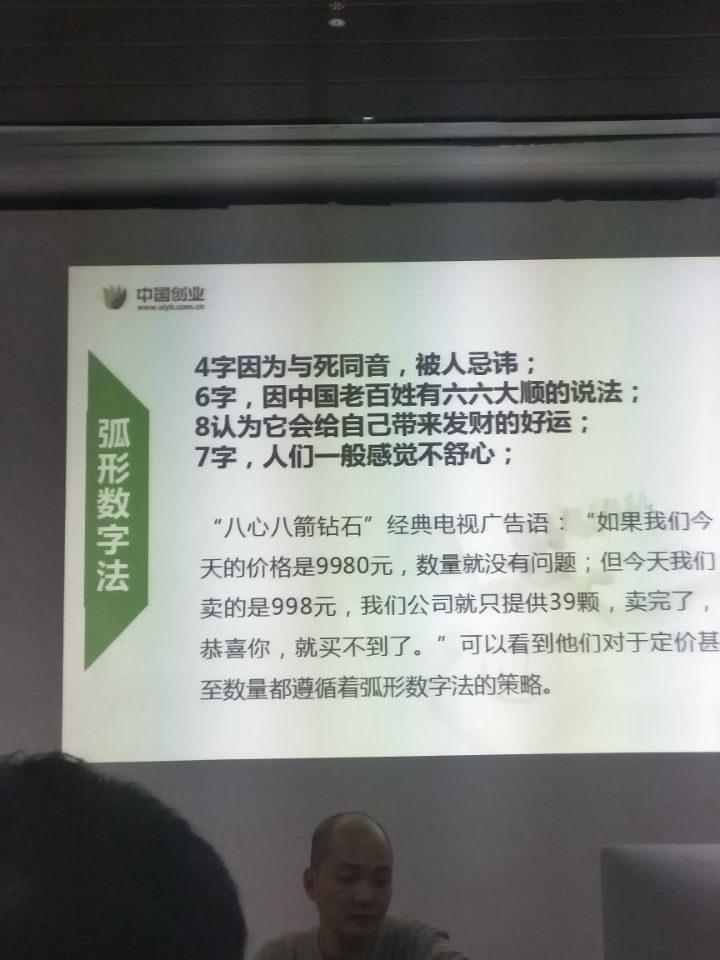 中国创业
www.aiyb.com.cn
弧形数字法
4字因为与死同音，被人忌讳；
6字，因中国老百姓有六六大顺的说法；
8认为它会给自己带来发财的好运；
7字，人们一般感觉不舒心；
“八心八箭钻石”经典电视广告语：“如果我们今
天的价格是9980元，数量就没有问题；但今天我们
卖的是998元，我们公司就只提供39颗，卖完了，
恭喜你，就买不到了。”可以看到他们对于定价甚
至数量都遵循着弧形数字法的策略。